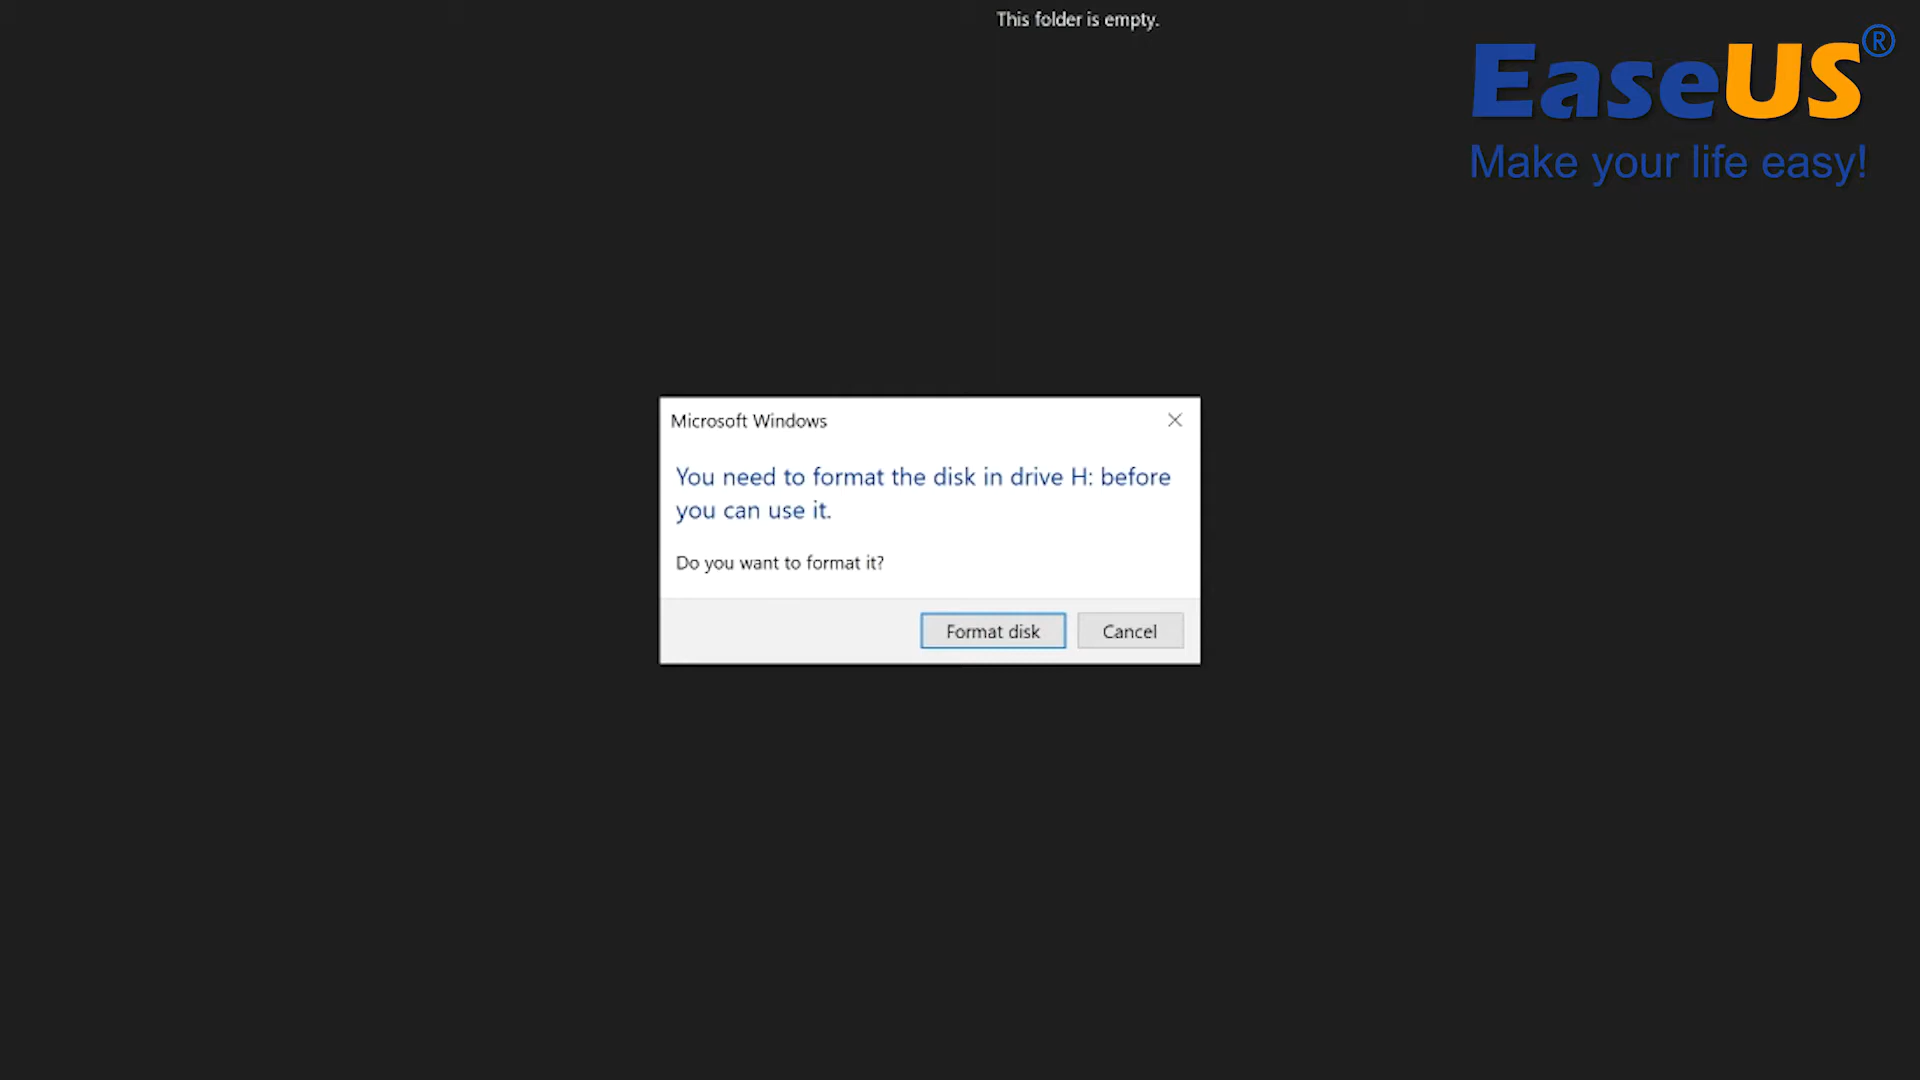 This folder is empty.
EaseUS®
Make your life easy!
Microsoft Windows
You need to format the disk in drive H: before
you can use it.
Do you want to format it?
Format disk
Cancel